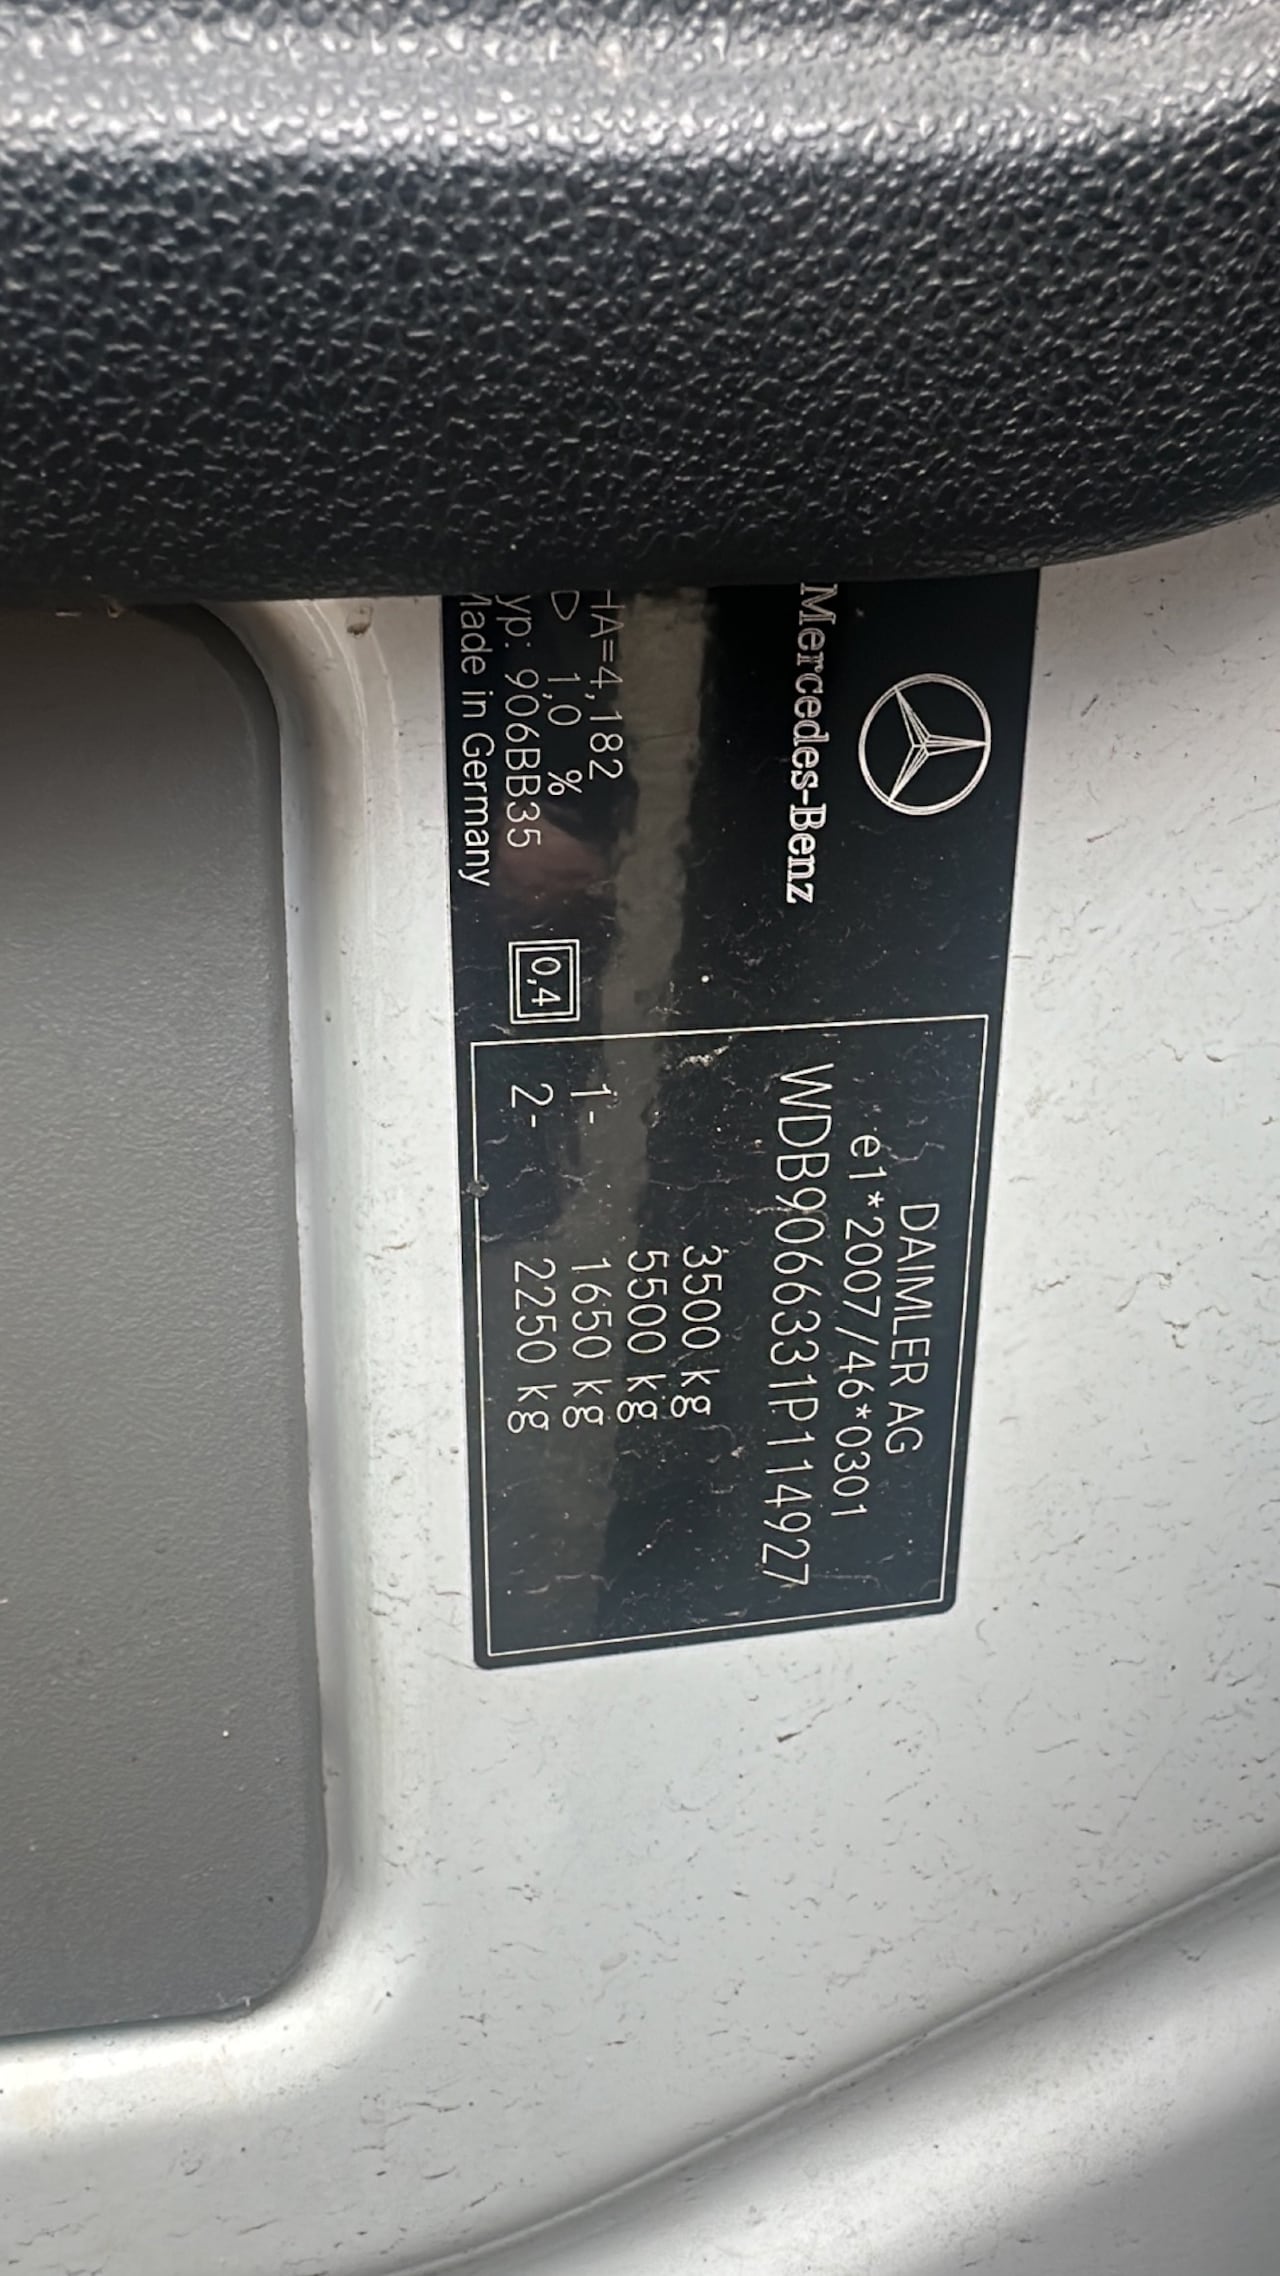 Mercedes-Benz
HA=4,182
D 1,0 %
yp: 906BB35
Made in Germany
0,4
DAIMLER AG
e1*2007/46*0301
WDB9066331P114927
3500 kg
5500 kg
1- 1650 kg
2- 2250 kg